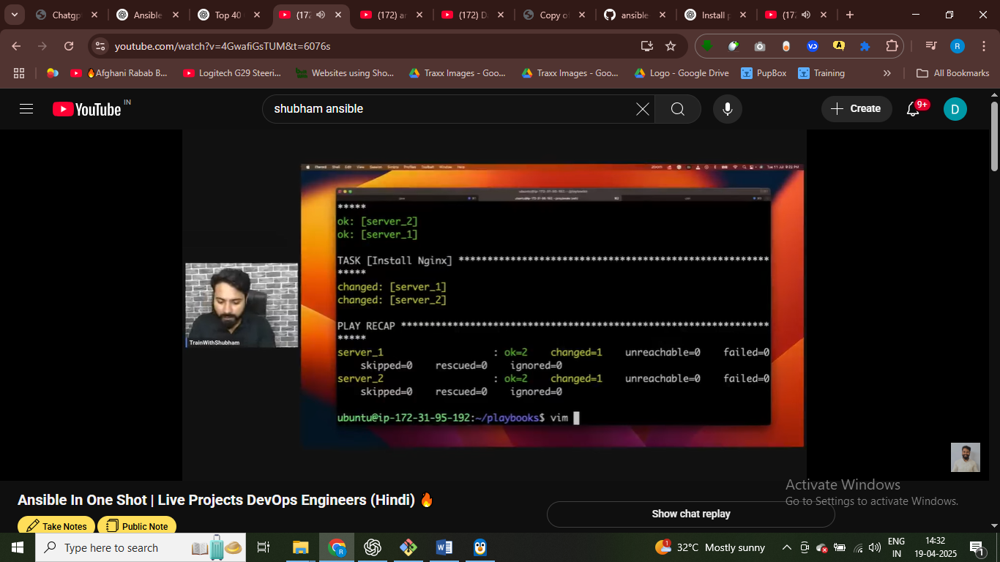 Chatgp
Ansible
Top 40
(172
(172) ar
(172) D
Copy of
ansible
Install p
(17
youtube.com/watch?v=4GwafiGsTUM&t=6076s
R
🔥Afghani Rabab B...
Logitech G29 Steeri...
Websites using Sho...
Traxx Images - Goo...
Traxx Images - Goo...
Logo - Google Drive
PupBox
Training
»
All Bookmarks
YouTube IN
shubham ansible
Create
9+
D
*****
ok: [server_2]
ok: [server_1]
TASK [Install Nginx] ******************************************************
*****
changed: [server_1]
changed: [server_2]
PLAY RECAP ****************************************************************
*****
server_1 : ok=2 changed=1 unreachable=0 failed=0
skipped=0 rescued=0 ignored=0
server_2 : ok=2 changed=1 unreachable=0 failed=0
skipped=0 rescued=0 ignored=0
ubuntu@ip-172-31-95-192:~/playbooks$ vim
TrainWithShubham
Activate Windows
Go to Settings to activate Windows.
Ansible In One Shot | Live Projects DevOps Engineers (Hindi) 🔥
Show chat replay
Take Notes
Public Note
Type here to search
32°C Mostly sunny
ENG
IN
14:32
19-04-2025
1